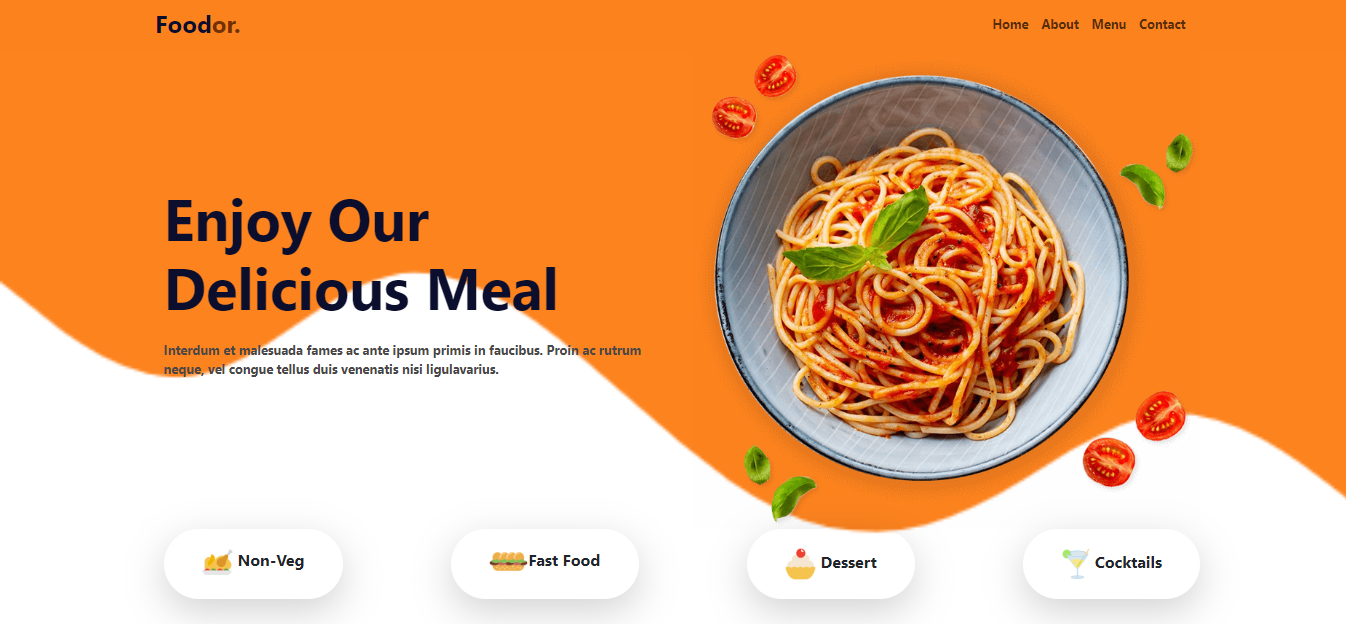 Foodor.
Home About Menu Contact
Enjoy Our
Delicious Meal
Interdum et malesuada fames ac ante ipsum primis in faucibus. Proin ac rutrum
neque, vel congue tellus duis venenatis nisi ligulavarius.
Non-Veg
Fast Food
Dessert
Cocktails